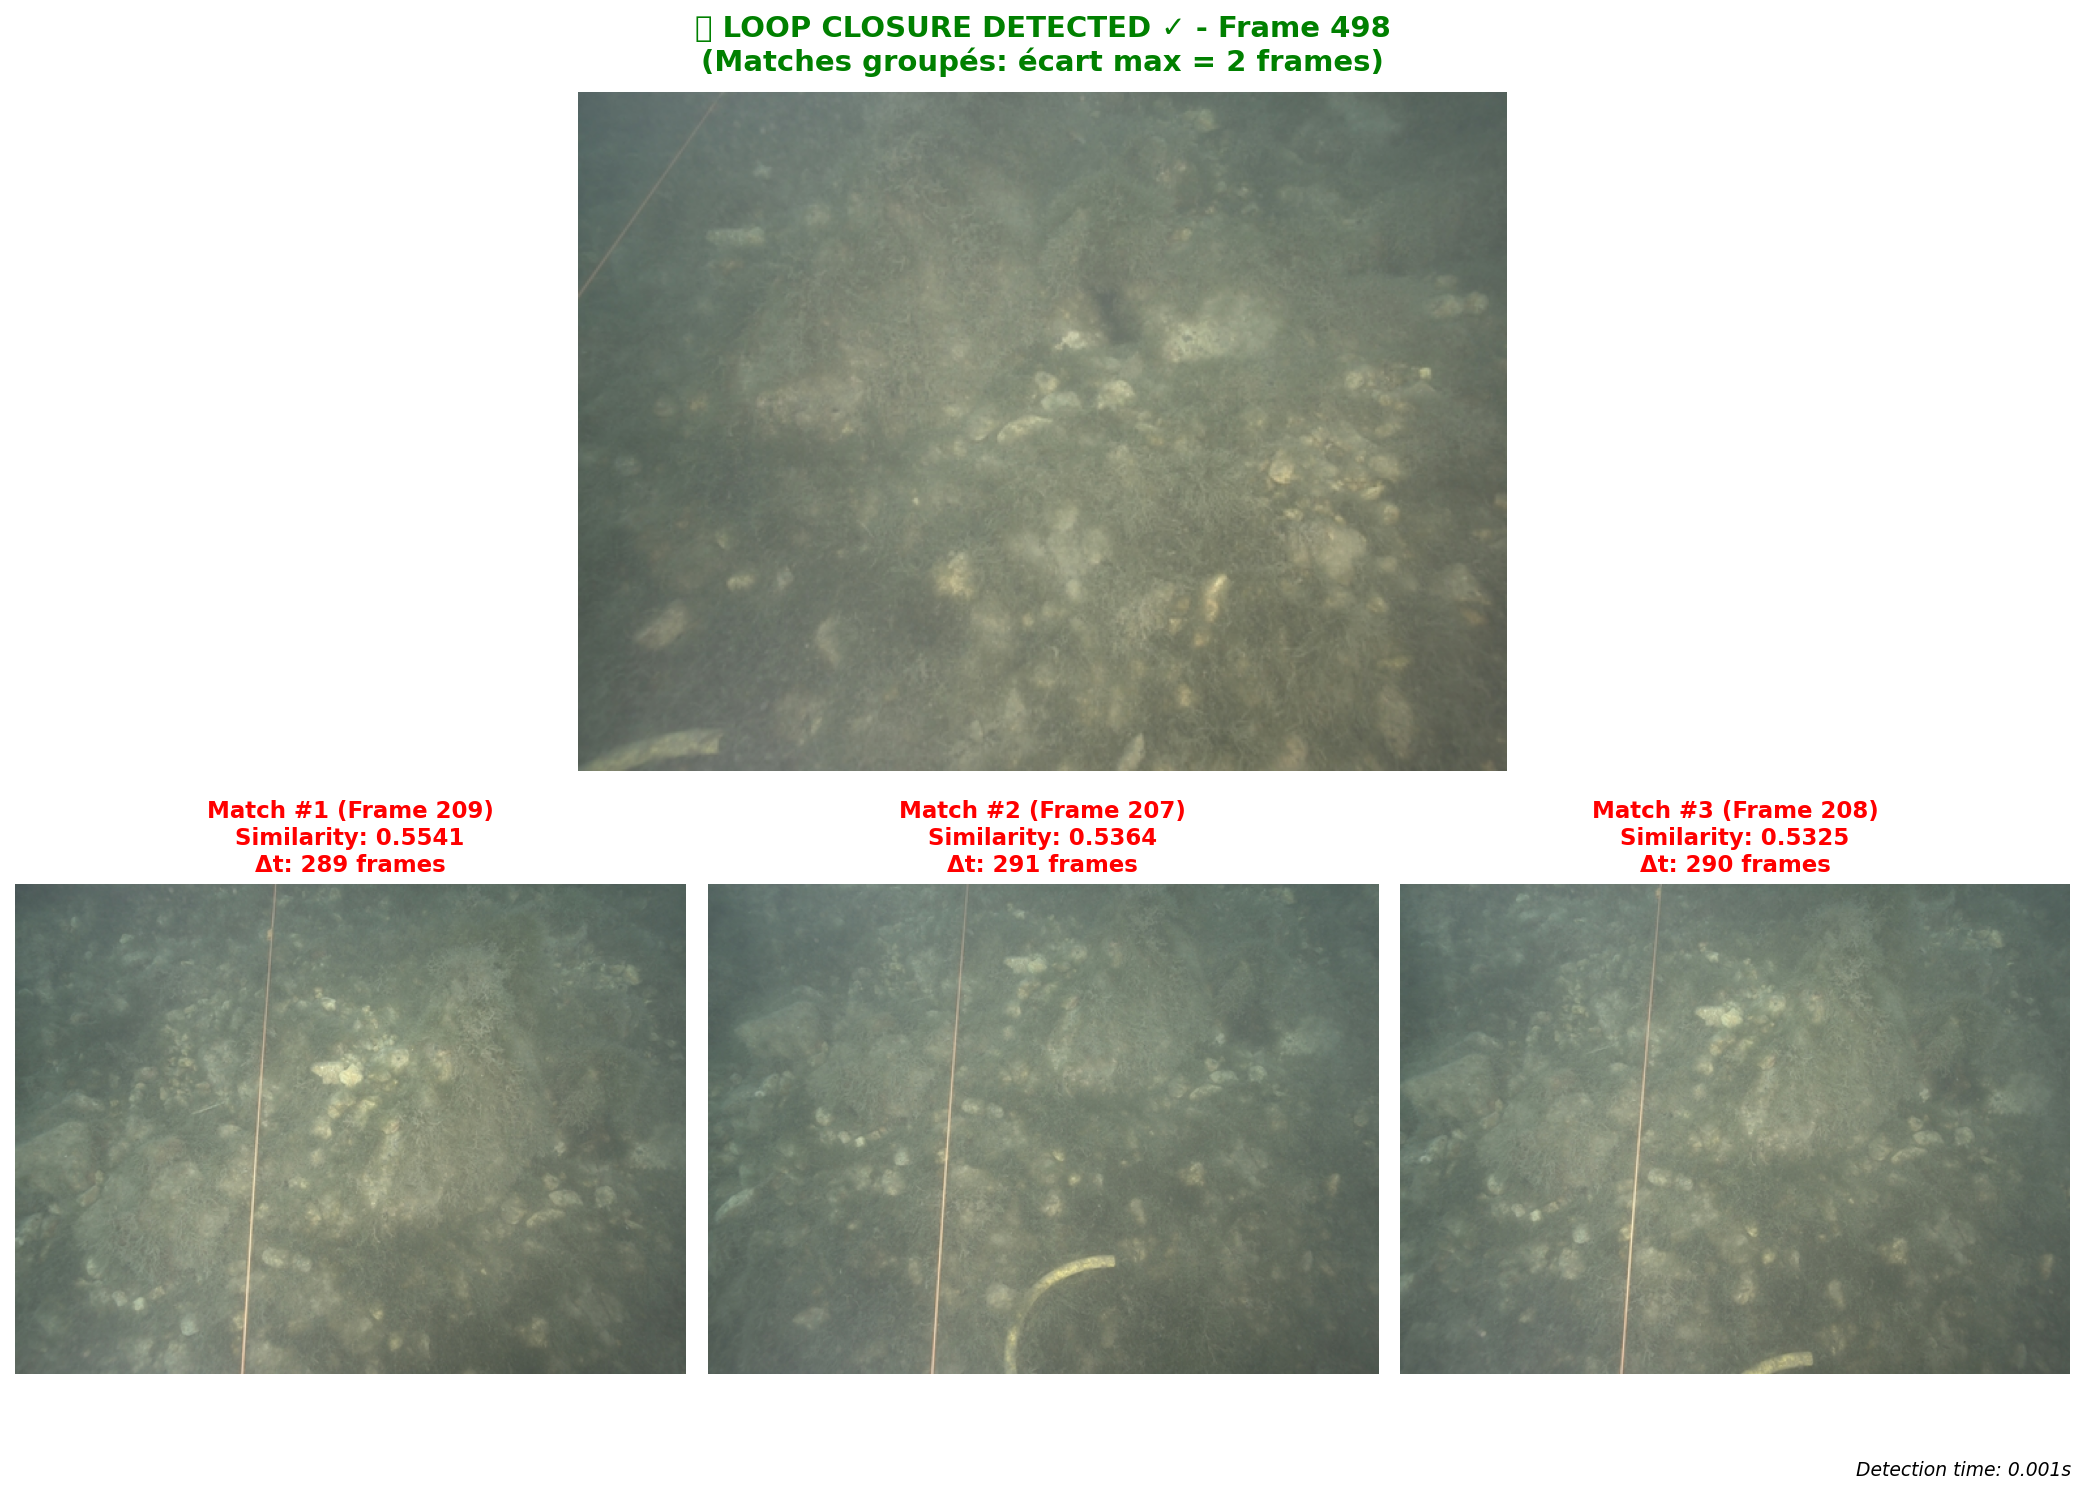 LOOP CLOSURE DETECTED ✓ - Frame 498
(Matches groupés: écart max = 2 frames)
Match #1 (Frame 209)
Similarity: 0.5541
Δt: 289 frames
Match #2 (Frame 207)
Similarity: 0.5364
Δt: 291 frames
Match #3 (Frame 208)
Similarity: 0.5325
Δt: 290 frames
Detection time: 0.001s